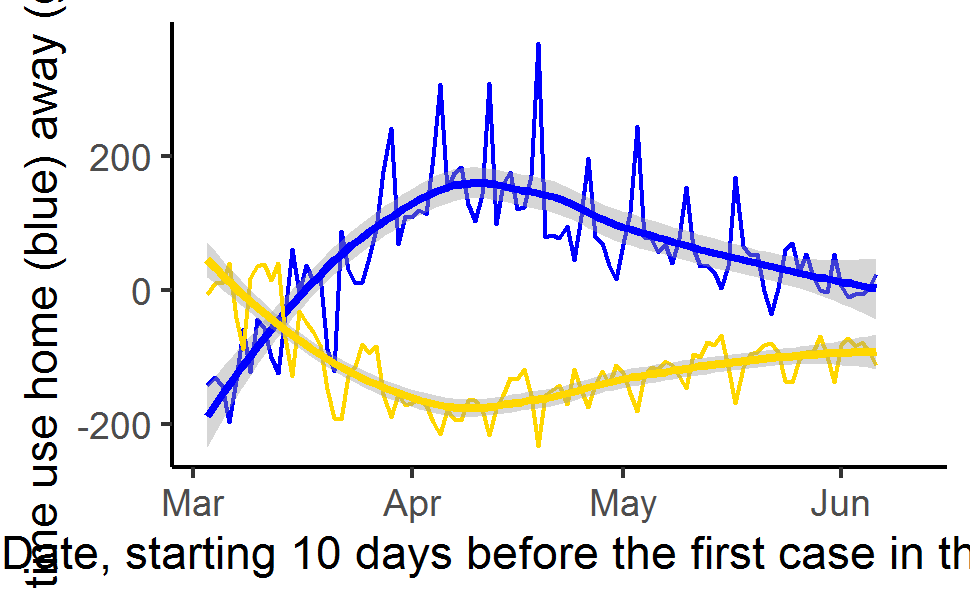 time use home (blue) away (
200
0
-200
Mar Apr May Jun
Date, starting 10 days before the first case in th